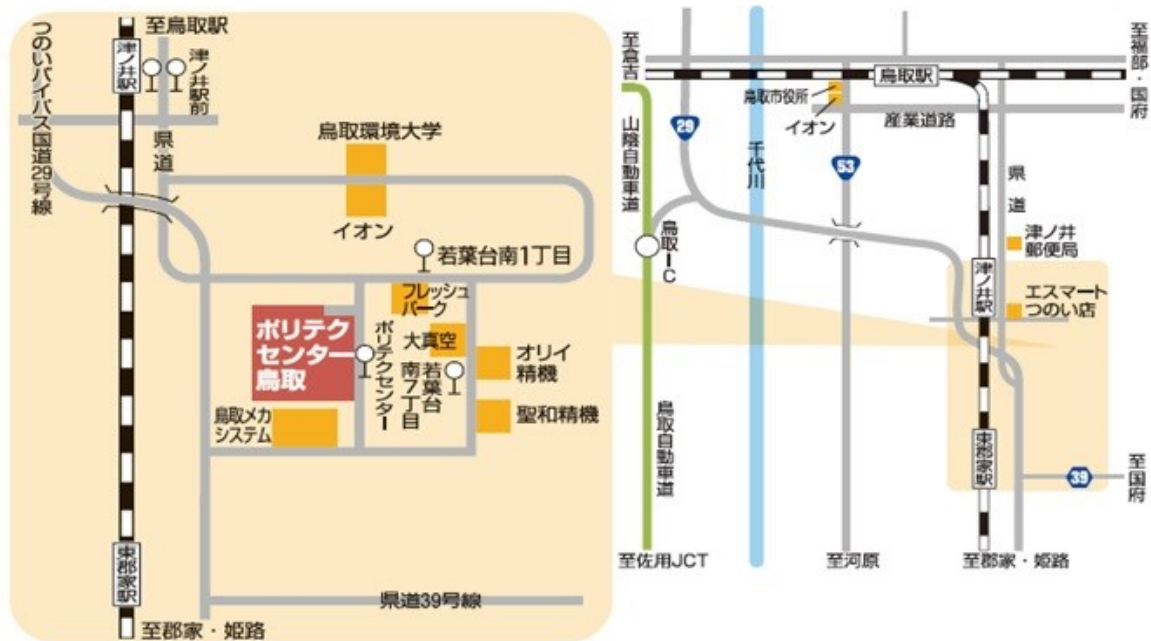 至鳥取駅
つのいバイパス国道29号線
津ノ井駅
津ノ井駅前
県道
鳥取環境大学
イオン
若葉台南1丁目
フレッシュ
パーク
ポリテク
センター
鳥取
ポリテクセンター
大真空
若葉台
南7丁目
オリイ
精機
聖和精機
鳥取メカ
システム
東郡家駅
県道39号線
至郡家・姫路
至倉吉
鳥取駅
至福部・国府
鳥取市役所
イオン
産業道路
山陰自動車道
29
千代川
53
県道
鳥取IC
津ノ井
郵便局
津ノ井駅
エスマート
つのい店
鳥取自動車道
東郡家駅
39
至国府
至佐用JCT
至河原
至郡家・姫路